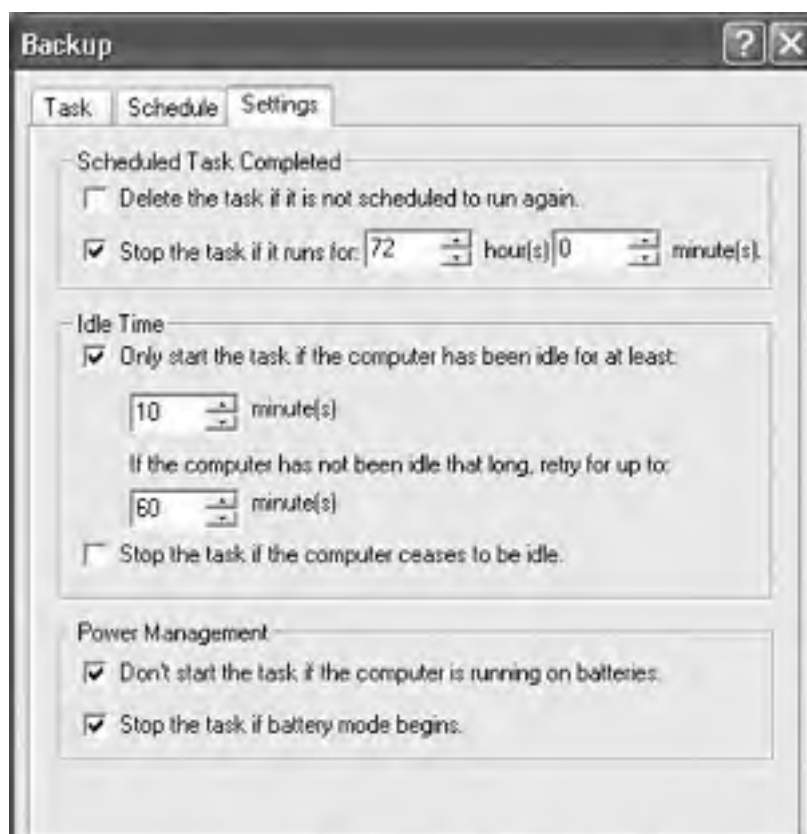 Backup
Task Schedule Settings
Scheduled Task Completed
Delete the task if it is not scheduled to run again.
Stop the task if it runs for: 72 hour(s) 0 minute(s).
Idle Time
Only start the task if the computer has been idle for at least:
10 minute(s)
If the computer has not been idle that long, retry for up to:
60 minute(s)
Stop the task if the computer ceases to be idle.
Power Management
Don't start the task if the computer is running on batteries.
Stop the task if battery mode begins.